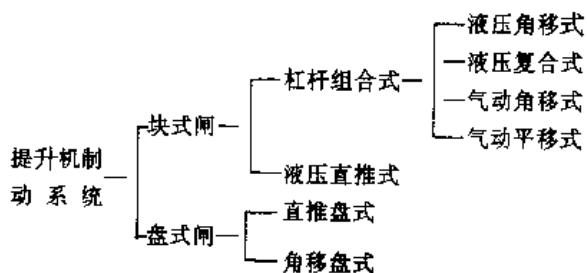 液压角移式
杠杆组合式
液压复合式
气动角移式
块式闸
气动平移式
提升机制
动系统
液压直推式
直推盘式
盘式闸
角移盘式